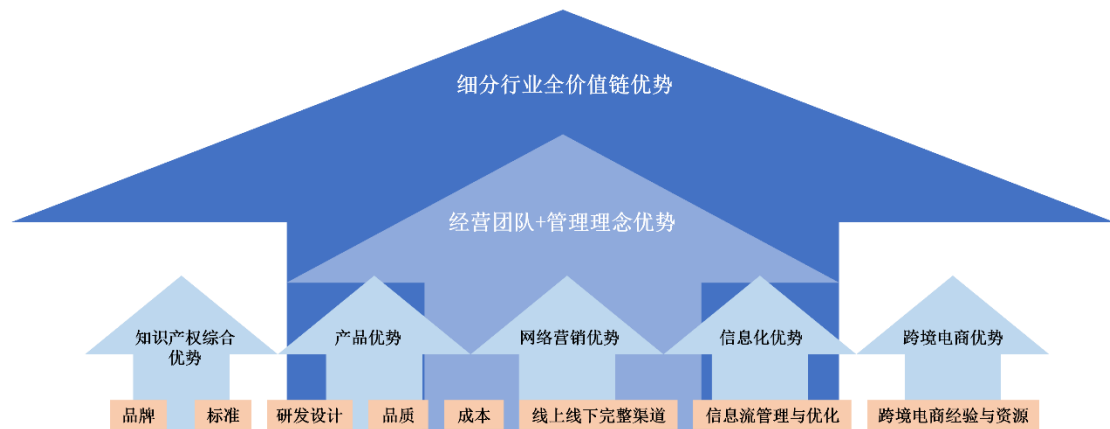 细分行业全价值链优势
经营团队+管理理念优势
知识产权综合
优势
产品优势
网络营销优势
信息化优势
跨境电商优势
品牌
标准
研发设计
品质
成本
线上线下完整渠道
信息流管理与优化
跨境电商经验与资源